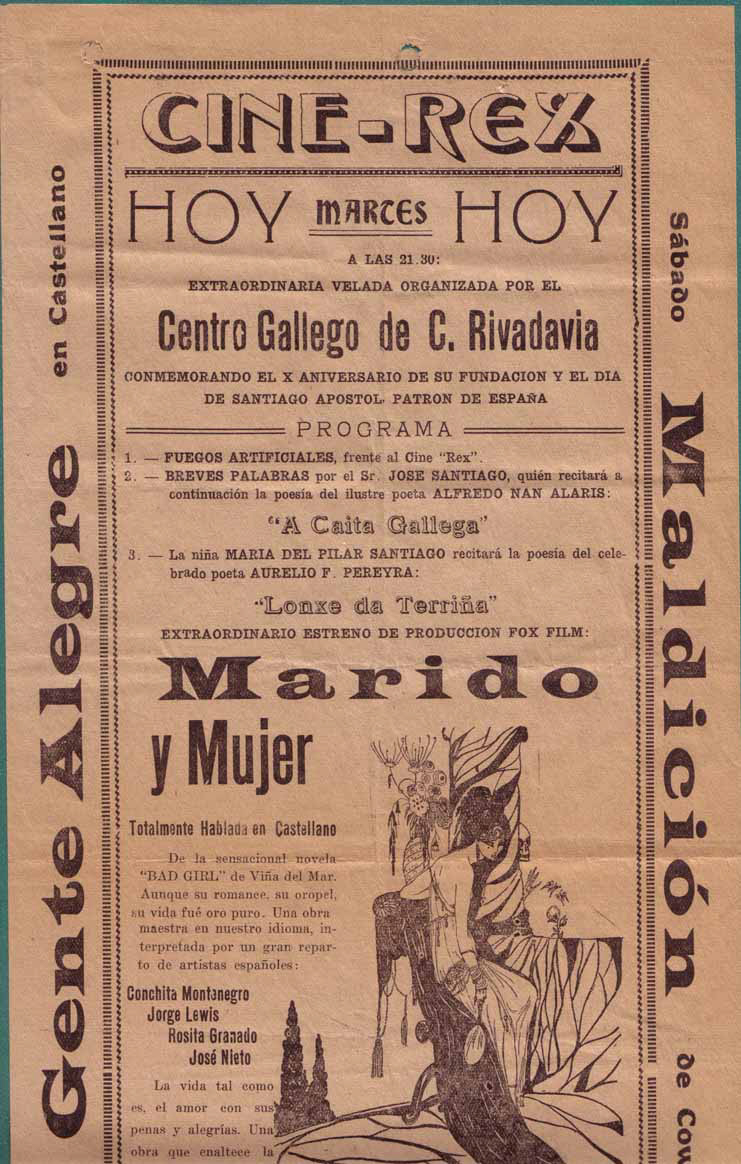 CINE-REX
HOY MARTES HOY
A LAS 21.30:
EXTRAORDINARIA VELADA ORGANIZADA POR EL
Centro Gallego de C. Rivadavia
CONMEMORANDO EL X ANIVERSARIO DE SU FUNDACION Y EL DIA
DE SANTIAGO APOSTOL. PATRON DE ESPAÑA
PROGRAMA
1. — FUEGOS ARTIFICIALES, frente al Cine "Rex".
2. — BREVES PALABRAS por el Sr. JOSE SANTIAGO, quién recitará a
continuación la poesía del ilustre poeta ALFREDO NAN ALARIS:
"A Caita Gallega"
3. — La niña MARIA DEL PILAR SANTIAGO recitará la poesía del cele-
brado poeta AURELIO F. PEREYRA:
"Lonxe da Terriña"
EXTRAORDINARIO ESTRENO DE PRODUCCION FOX FILM:
Marido
y Mujer
Totalmente Hablada en Castellano
De la sensacional novela
"BAD GIRL" de Viña del Mar.
Aunque su romance, su oropel,
su vida fué oro puro. Una obra
maestra en nuestro idioma, in-
terpretada por un gran repar-
to de artistas españoles:
Conchita Montenegro
Jorge Lewis
Rosita Granado
José Nieto
La vida tal como
es, el amor con sus
penas y alegrías. Una
obra que enaltece la
Gente Alegre en Castellano
Sábado Maldición de Cow